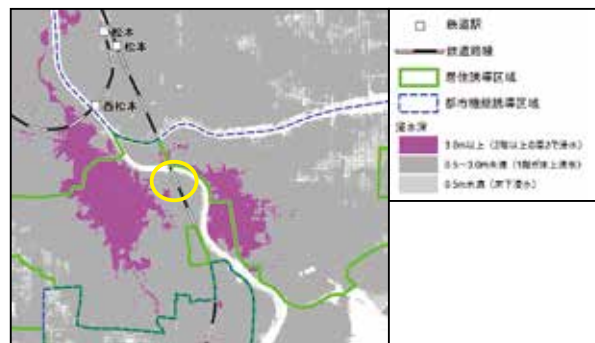 松本
松本
西松本
鉄道駅
鉄道路線
居住誘導区域
都市機能誘導区域
浸水深
3.0m以上（2階以上の高さで浸水）
0.5～3.0m未満（1階が床上浸水）
0.5m未満（床下浸水）